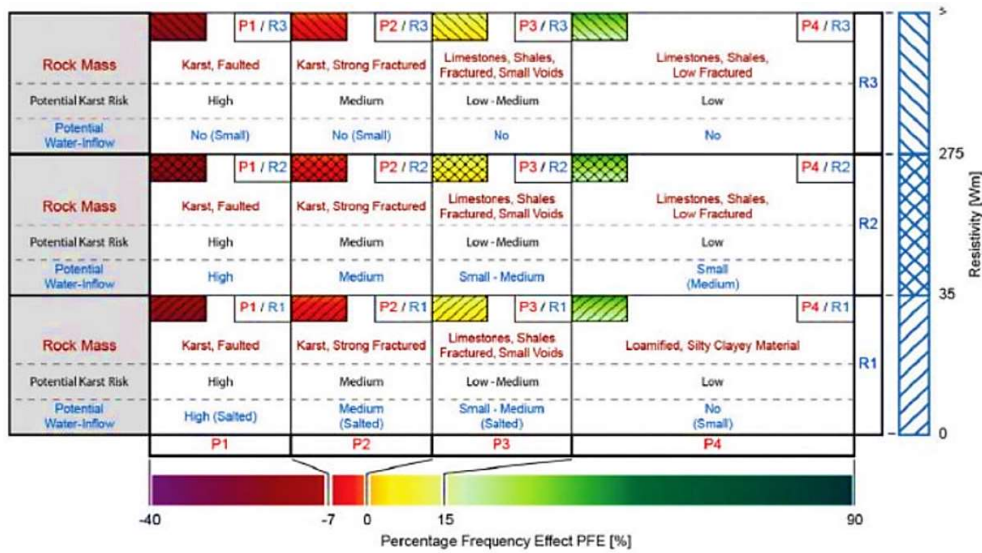 P1 / R3
P2 / R3
P3 / R3
P4 / R3
Rock Mass
Karst, Faulted
Karst, Strong Fractured
Limestones, Shales,
Fractured, Small Voids
Limestones, Shales,
Low Fractured
Potential Karst Risk
High
Medium
Low - Medium
Low
Potential
Water-Inflow
No (Small)
No (Small)
No
No
R3
275
P1 / R2
P2 / R2
P3 / R2
P4 / R2
Rock Mass
Karst, Faulted
Karst, Strong Fractured
Limestones, Shales
Fractured, Small Voids
Limestones, Shales,
Low Fractured
Potential Karst Risk
High
Medium
Low - Medium
Low
Potential
Water-Inflow
High
Medium
Small - Medium
Small
(Medium)
R2
Resistivity [Wm]
35
P1 / R1
P2 / R1
P3 / R1
P4 / R1
Rock Mass
Karst, Faulted
Karst, Strong Fractured
Limestones, Shales
Fractured, Small Voids
Loamified, Silty Clayey Material
Potential Karst Risk
High
Medium
Low - Medium
Low
Potential
Water-Inflow
High (Salted)
Medium
(Salted)
Small - Medium
(Salted)
No
(Small)
R1
0
P1
P2
P3
P4
-40
-7
0
15
90
Percentage Frequency Effect PFE [%]